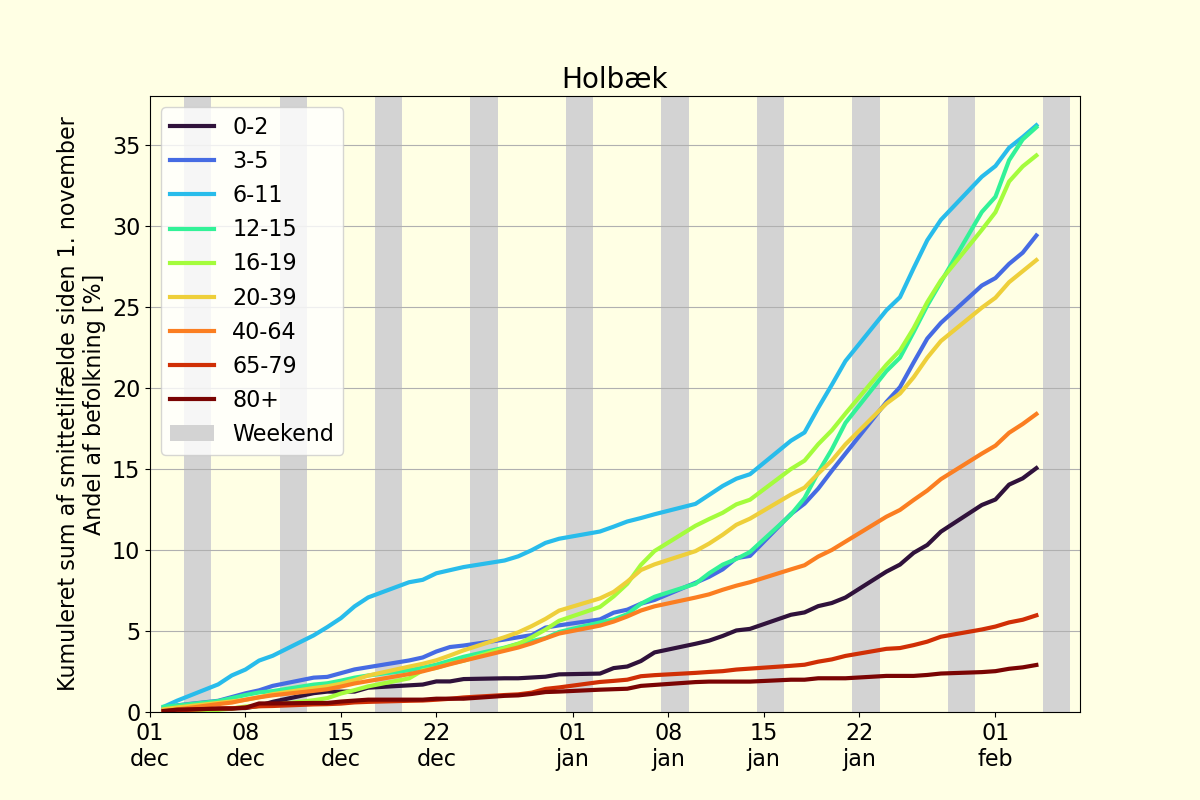 Holbæk
Kumuleret sum af smittetilfælde siden 1. november
Andel af befolkning [%]
35
30
25
20
15
10
5
0
0-2
3-5
6-11
12-15
16-19
20-39
40-64
65-79
80+
Weekend
01 08 15 22 01 08 15 22 01
dec dec dec dec jan jan jan jan feb